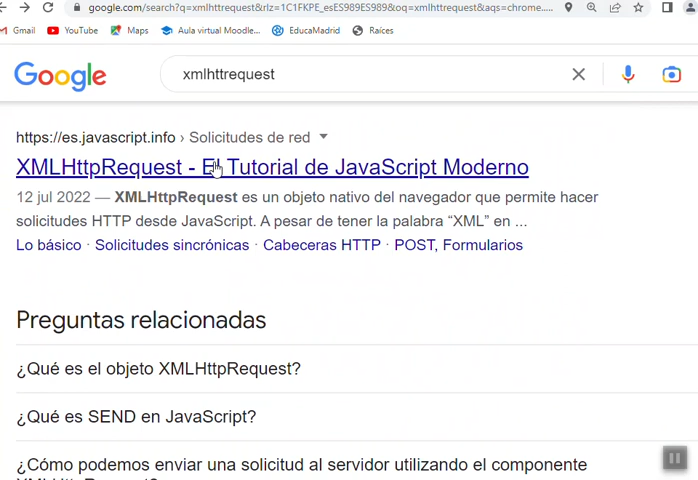 google.com/search?q=xmlhttrequest&rlz=1C1FKPE_esES989ES989&oq=xmlhttrequest&aqs=chrome....
Gmail YouTube Maps Aula virtual Moodle... EducaMadrid Raíces
Google xmlhttrequest
https://es.javascript.info › Solicitudes de red
XMLHttpRequest - El Tutorial de JavaScript Moderno
12 jul 2022 — XMLHttpRequest es un objeto nativo del navegador que permite hacer
solicitudes HTTP desde JavaScript. A pesar de tener la palabra “XML” en ...
Lo básico · Solicitudes sincrónicas · Cabeceras HTTP · POST, Formularios
Preguntas relacionadas
¿Qué es el objeto XMLHttpRequest?
¿Qué es SEND en JavaScript?
¿Cómo podemos enviar una solicitud al servidor utilizando el componente
XMLHttpRequest?